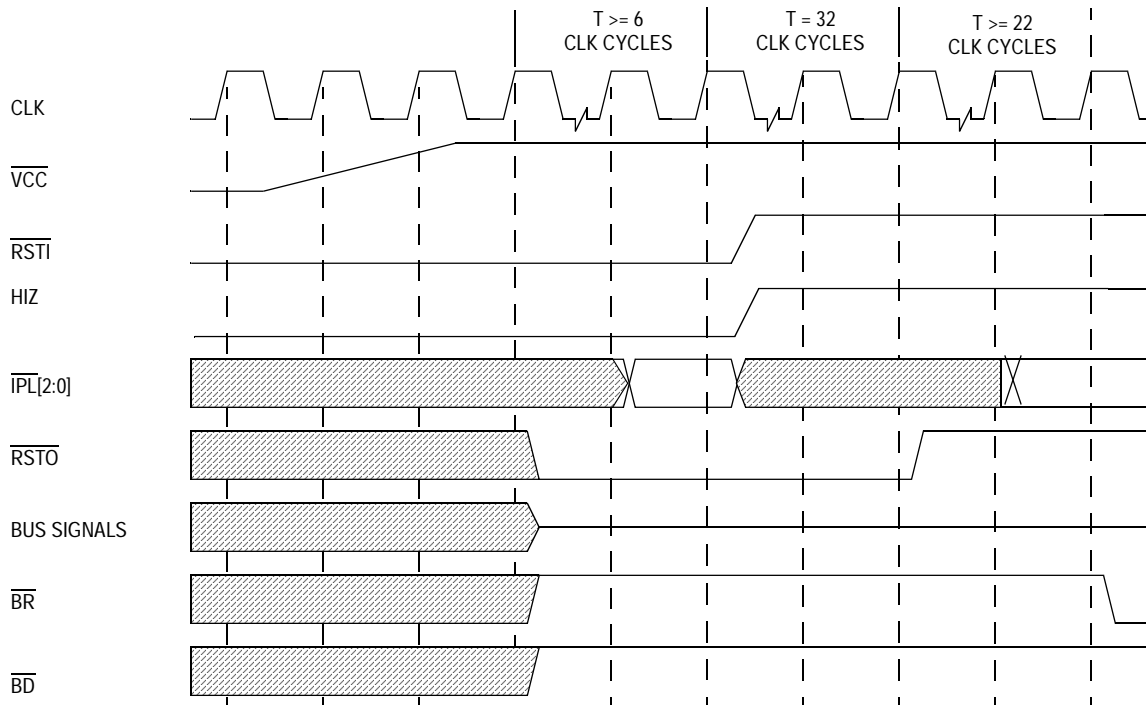 T >= 6
CLK CYCLES
T = 32
CLK CYCLES
T >= 22
CLK CYCLES
CLK
VCC
RSTI
HIZ
IPL[2:0]
RSTO
BUS SIGNALS
BR
BD